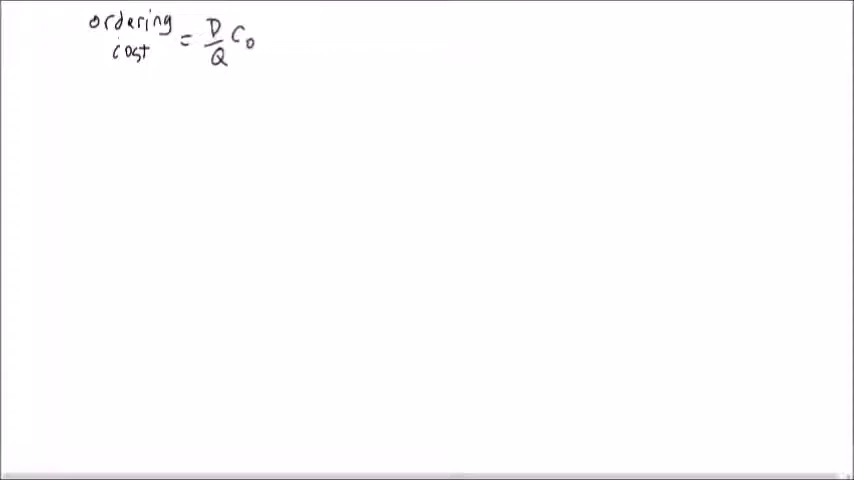 ordering
cost = D/Q C₀